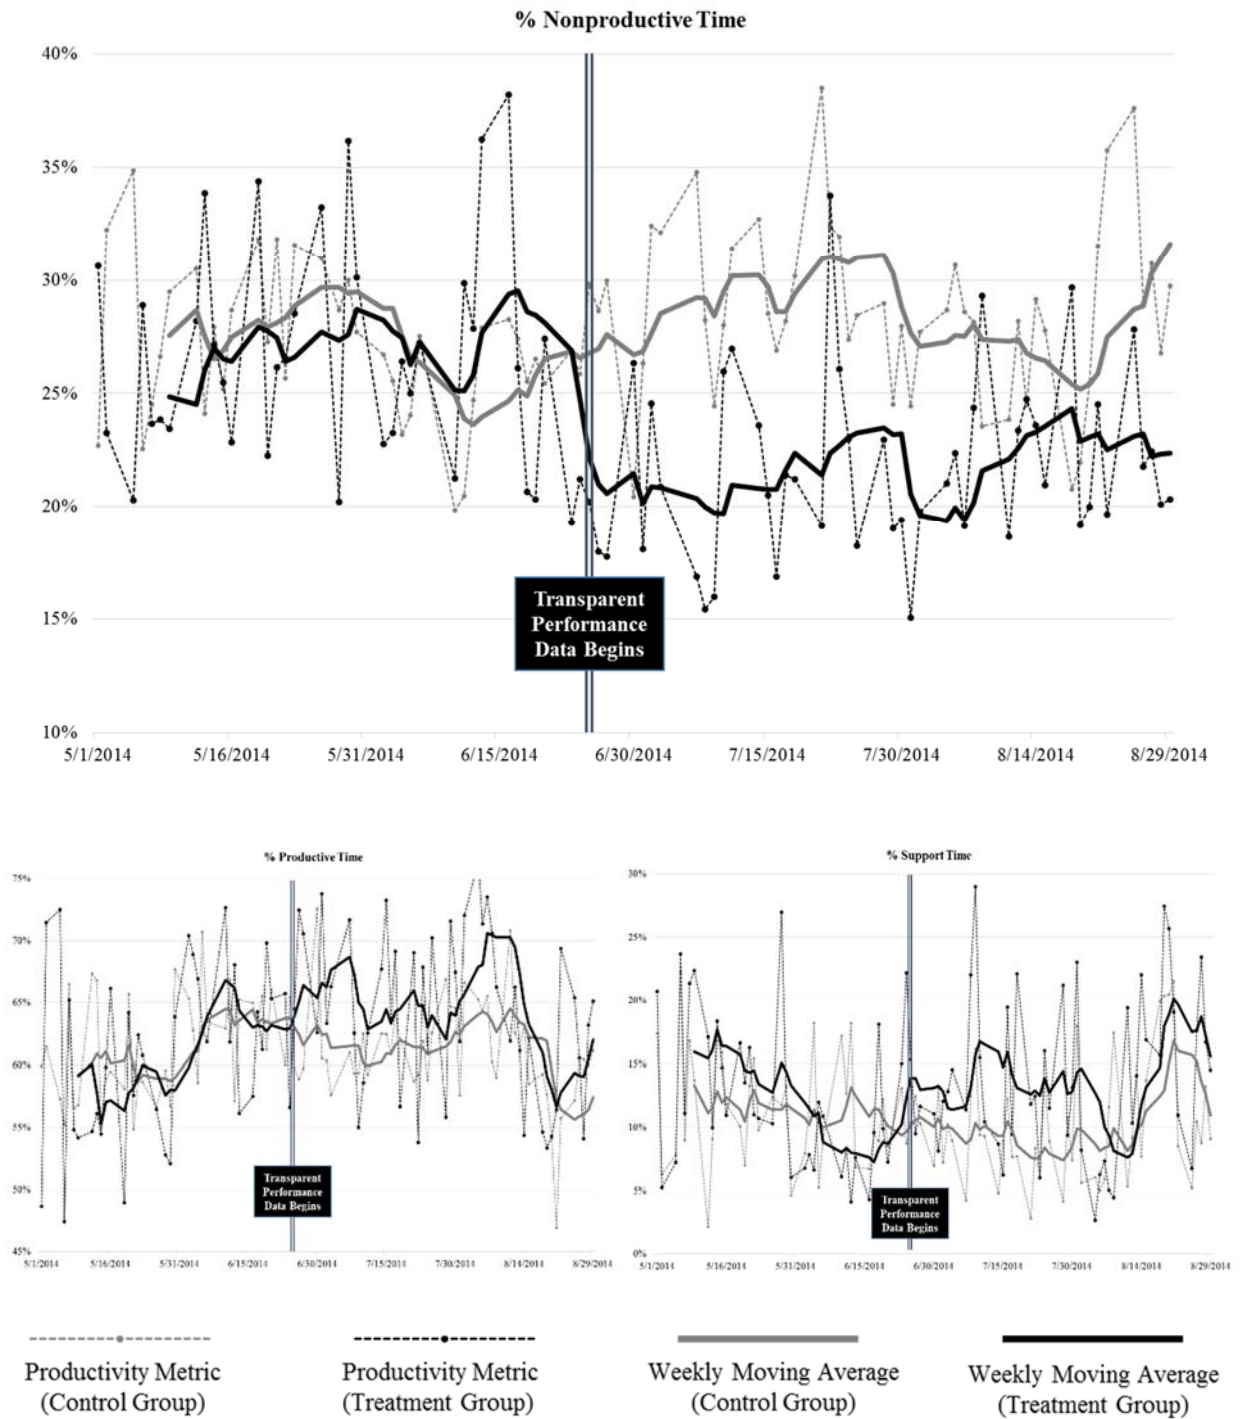 % Nonproductive Time
40%
35%
30%
25%
20%
15%
10%
Transparent
Performance
Data Begins
5/1/2014 5/16/2014 5/31/2014 6/15/2014 6/30/2014 7/15/2014 7/30/2014 8/14/2014 8/29/2014
% Productive Time
75%
70%
65%
60%
55%
50%
45%
Transparent
Performance
Data Begins
5/1/2014 5/16/2014 5/31/2014 6/15/2014 6/30/2014 7/15/2014 7/30/2014 8/14/2014 8/29/2014
% Support Time
30%
25%
20%
15%
10%
5%
0%
Transparent
Performance
Data Begins
5/1/2014 5/16/2014 5/31/2014 6/15/2014 6/30/2014 7/15/2014 7/30/2014 8/14/2014 8/29/2014
Productivity Metric
(Control Group)
Productivity Metric
(Treatment Group)
Weekly Moving Average
(Control Group)
Weekly Moving Average
(Treatment Group)